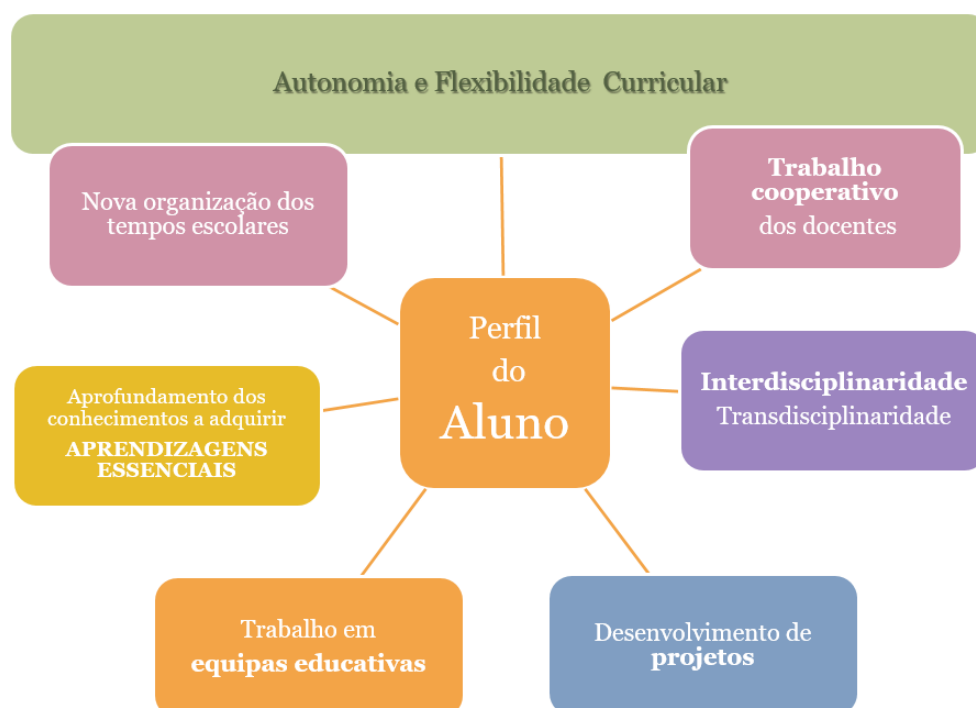 Autonomia e Flexibilidade Curricular
Nova organização dos
tempos escolares
Trabalho
cooperativo
dos docentes
Perfil
do
Aluno
Aprofundamento dos
conhecimentos a adquirir
APRENDIZAGENS
ESSENCIAIS
Interdisciplinaridade
Transdisciplinaridade
Trabalho em
equipas educativas
Desenvolvimento de
projetos